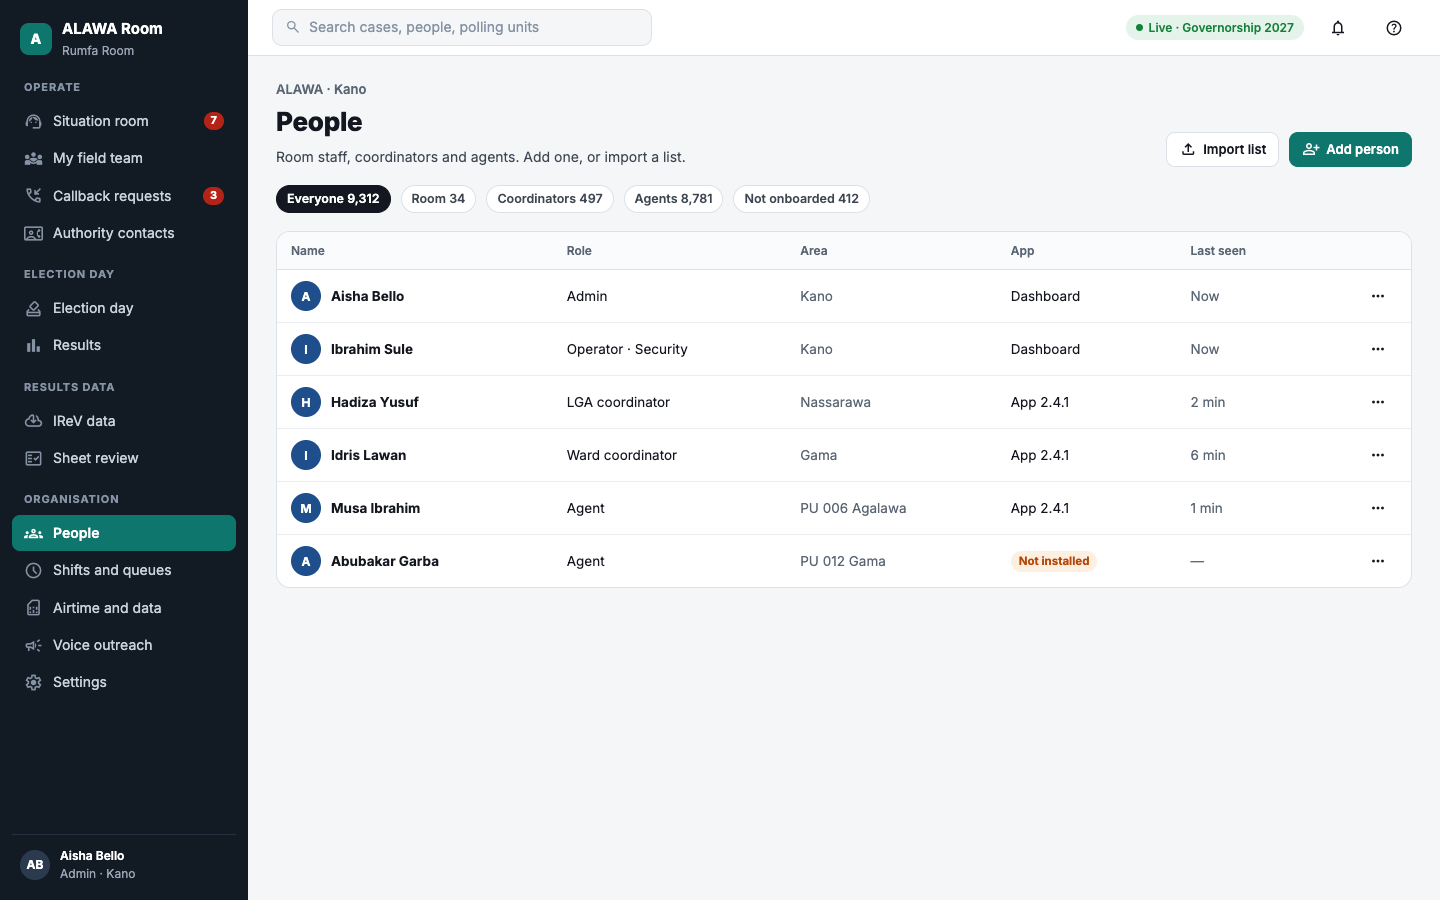 A
ALAWA Room
Rumfa Room
OPERATE
Situation room 7
My field team
Callback requests 3
Authority contacts
ELECTION DAY
Election day
Results
RESULTS DATA
IReV data
Sheet review
ORGANISATION
People
Shifts and queues
Airtime and data
Voice outreach
Settings
AB
Aisha Bello
Admin · Kano
Search cases, people, polling units
Live · Governorship 2027
ALAWA · Kano
People
Room staff, coordinators and agents. Add one, or import a list.
Import list
Add person
Everyone 9,312 Room 34 Coordinators 497 Agents 8,781 Not onboarded 412
Name Role Area App Last seen
A Aisha Bello Admin Kano Dashboard Now
I Ibrahim Sule Operator · Security Kano Dashboard Now
H Hadiza Yusuf LGA coordinator Nassarawa App 2.4.1 2 min
I Idris Lawan Ward coordinator Gama App 2.4.1 6 min
M Musa Ibrahim Agent PU 006 Agalawa App 2.4.1 1 min
A Abubakar Garba Agent PU 012 Gama Not installed —